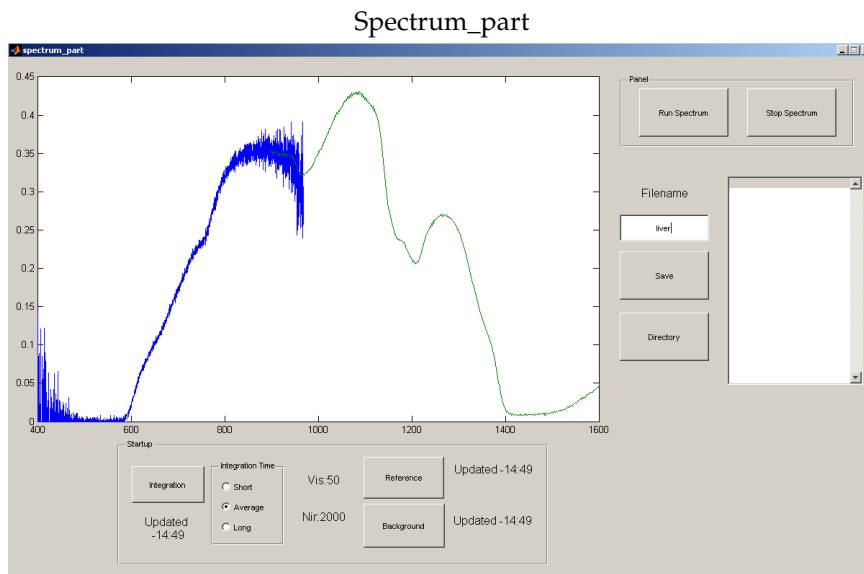 Spectrum_part
spectrum_part
0.45
0.4
0.35
0.3
0.25
0.2
0.15
0.1
0.05
0
400
600
800
1000
1200
1400
1600
Panel
Run Spectrum
Stop Spectrum
Filename
liver
Save
Directory
Startup
Integration
Updated
-14:49
Integration Time
Short
Average
Long
Vis:50
Nir:2000
Reference
Updated -14:49
Background
Updated -14:49